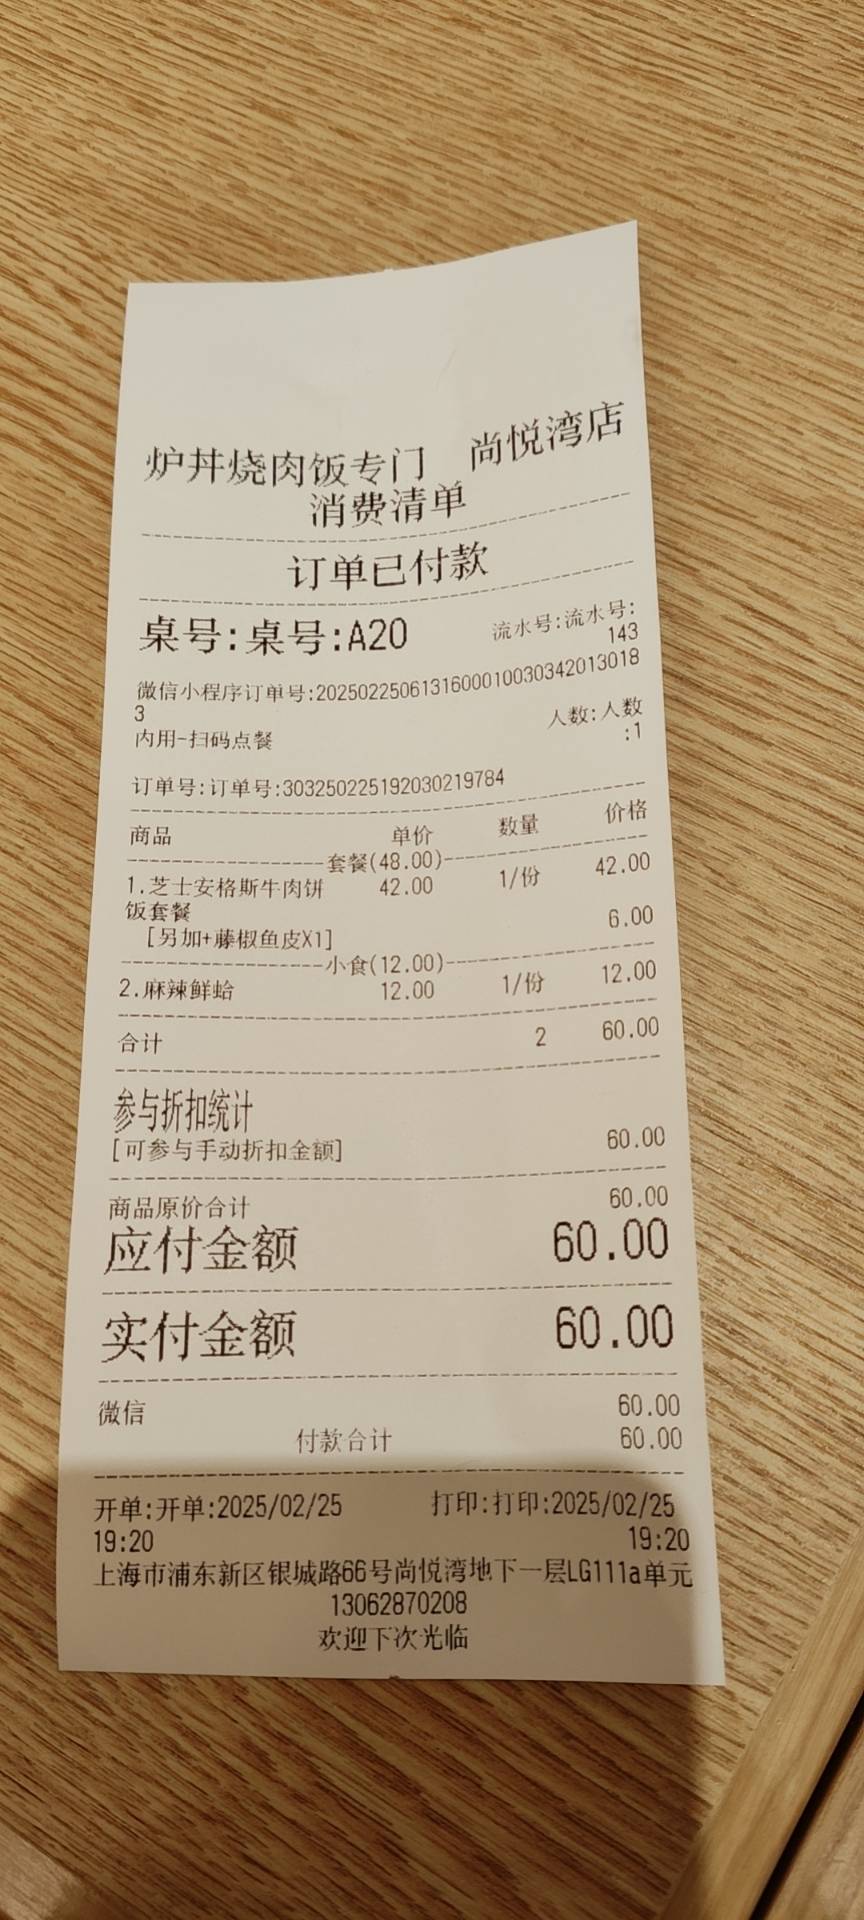 炉丼烧肉饭专门 尚悦湾店
消费清单
订单已付款
桌号:桌号:A20 流水号:流水号:
143
微信小程序订单号:2025022506131600010030342013018
3
内用-扫码点餐 人数:人数
:1
订单号:订单号:303250225192030219784
商品 单价 数量 价格
套餐(48.00)
1.芝士安格斯牛肉饼 42.00 1/份 42.00
饭套餐
[另加+藤椒鱼皮X1] 6.00
小食(12.00)
2.麻辣鲜蛤 12.00 1/份 12.00
合计 2 60.00
参与折扣统计
[可参与手动折扣金额] 60.00
商品原价合计 60.00
应付金额 60.00
实付金额 60.00
微信 60.00
付款合计 60.00
开单:开单:2025/02/25 打印:打印:2025/02/25
19:20 19:20
上海市浦东新区银城路66号尚悦湾地下一层LG111a单元
13062870208
欢迎下次光临